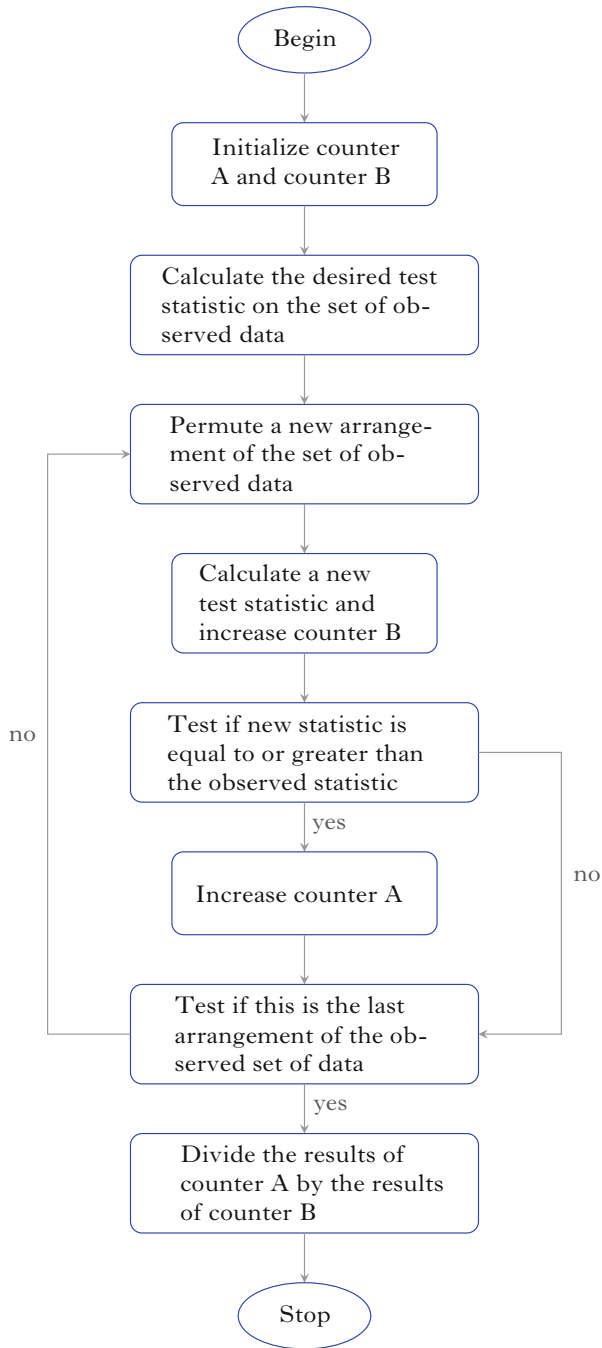 Begin
Initialize counter
A and counter B
Calculate the desired test
statistic on the set of ob-
served data
Permute a new arrange-
ment of the set of ob-
served data
Calculate a new
test statistic and
increase counter B
no
Test if new statistic is
equal to or greater than
the observed statistic
yes
no
Increase counter A
Test if this is the last
arrangement of the ob-
served set of data
yes
Divide the results of
counter A by the results
of counter B
Stop